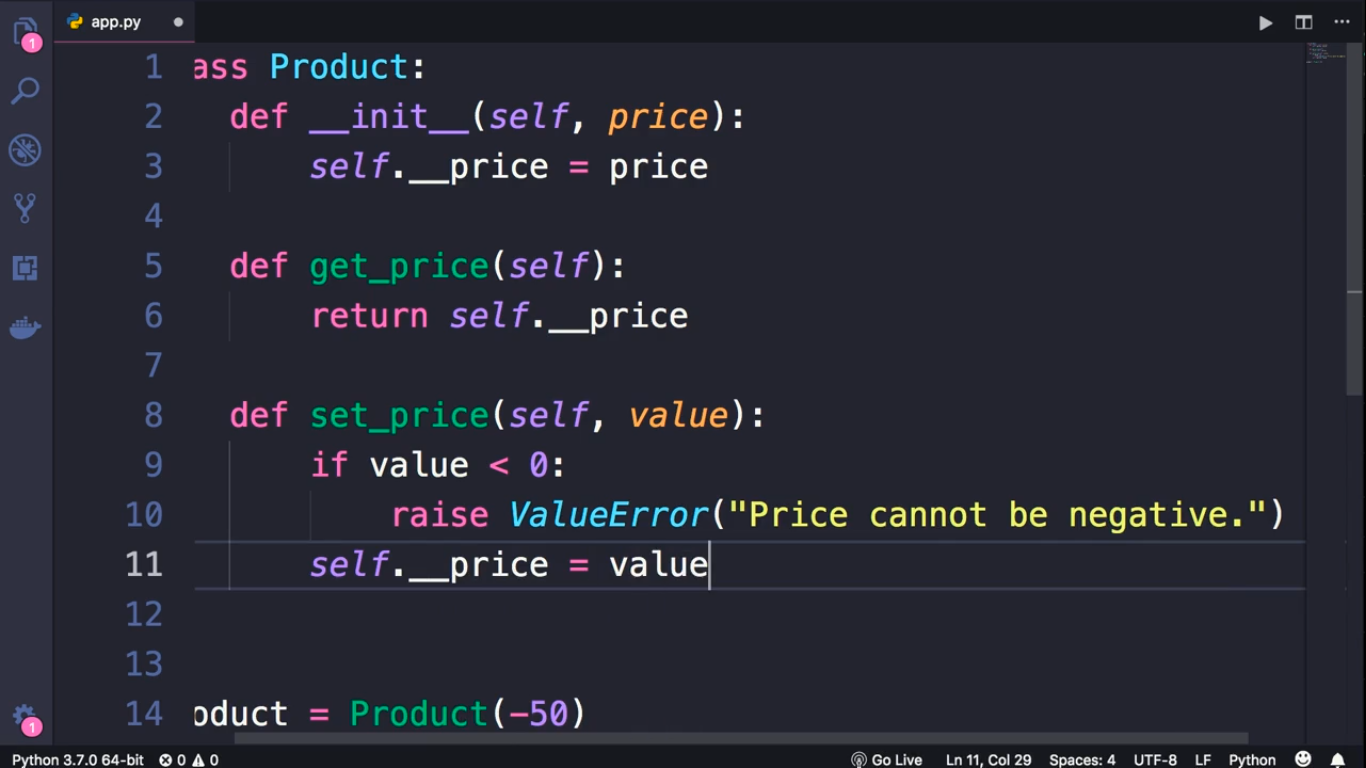 app.py
1
1 ass Product:
2 def __init__(self, price):
3 self.__price = price
4
5 def get_price(self):
6 return self.__price
7
8 def set_price(self, value):
9 if value < 0:
10 raise ValueError("Price cannot be negative.")
11 self.__price = value
12
13
14 oduct = Product(-50)
1
Python 3.7.0 64-bit 0 0 Go Live Ln 11, Col 29 Spaces: 4 UTF-8 LF Python